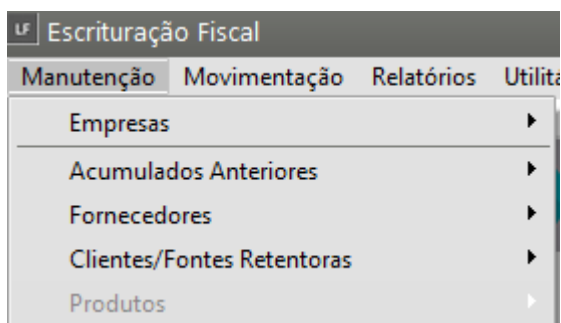 LF Escrituração Fiscal
Manutenção Movimentação Relatórios
Empresas
Acumulados Anteriores
Fornecedores
Clientes/Fontes Retentoras
Produtos